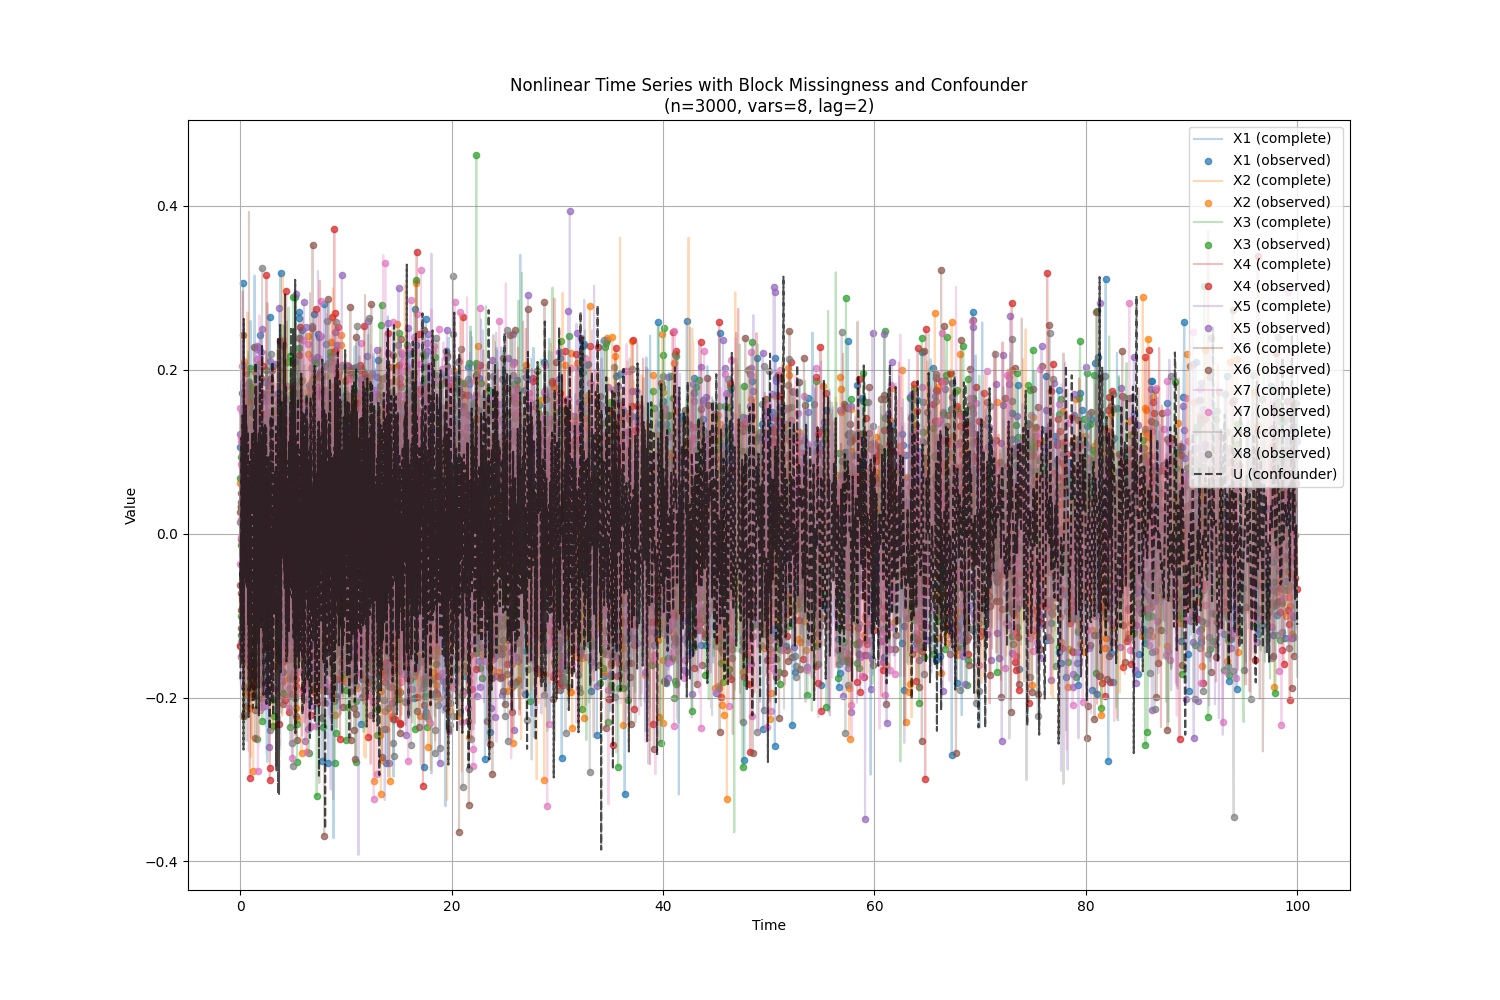 Nonlinear Time Series with Block Missingness and Confounder
(n=3000, vars=8, lag=2)
X1 (complete)
X1 (observed)
X2 (complete)
X2 (observed)
X3 (complete)
X3 (observed)
X4 (complete)
X4 (observed)
X5 (complete)
X5 (observed)
X6 (complete)
X6 (observed)
X7 (complete)
X7 (observed)
X8 (complete)
X8 (observed)
U (confounder)
Value
0.4
0.2
0.0
−0.2
−0.4
0
20
40
60
80
100
Time